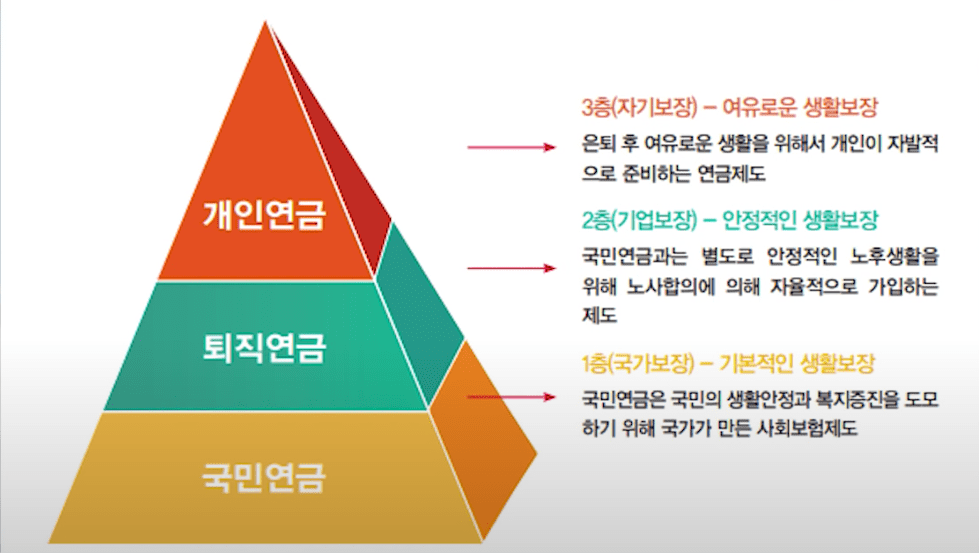 개인연금
퇴직연금
국민연금
3층(자기보장) – 여유로운 생활보장
은퇴 후 여유로운 생활을 위해서 개인이 자발적
으로 준비하는 연금제도
2층(기업보장) – 안정적인 생활보장
국민연금과는 별도로 안정적인 노후생활을
위해 노사합의에 의해 자율적으로 가입하는
제도
1층(국가보장) – 기본적인 생활보장
국민연금은 국민의 생활안정과 복지증진을 도모
하기 위해 국가가 만든 사회보험제도